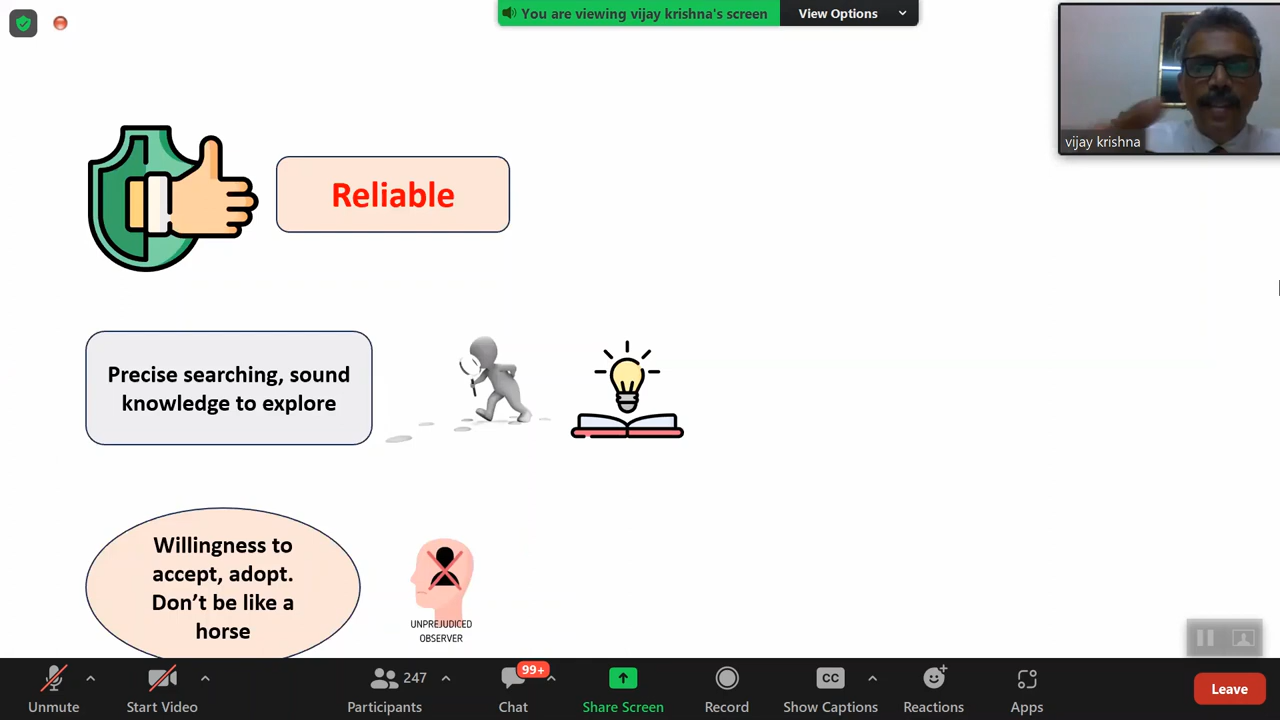 You are viewing vijay krishna's screen
View Options
vijay krishna
Reliable
Precise searching, sound
knowledge to explore
Willingness to
accept, adopt.
Don't be like a
horse
UNPREJUDICED
OBSERVER
Unmute
Start Video
247
Participants
99+
Chat
Share Screen
Record
CC
Show Captions
Reactions
Apps
Leave